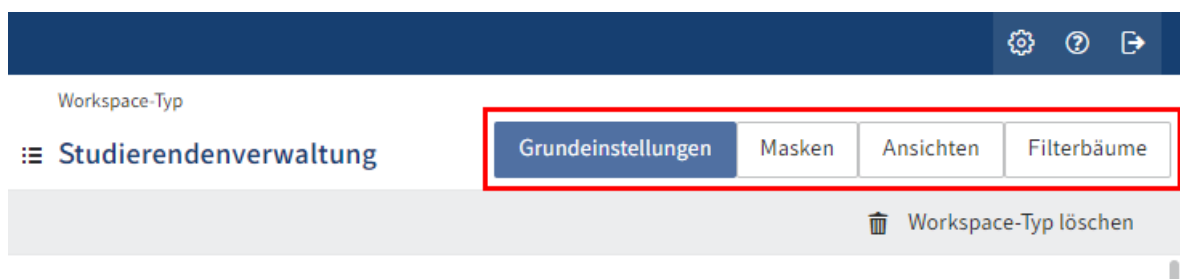 Workspace-Typ
Studierendenverwaltung
Grundeinstellungen Masken Ansichten Filterbäume
Workspace-Typ löschen